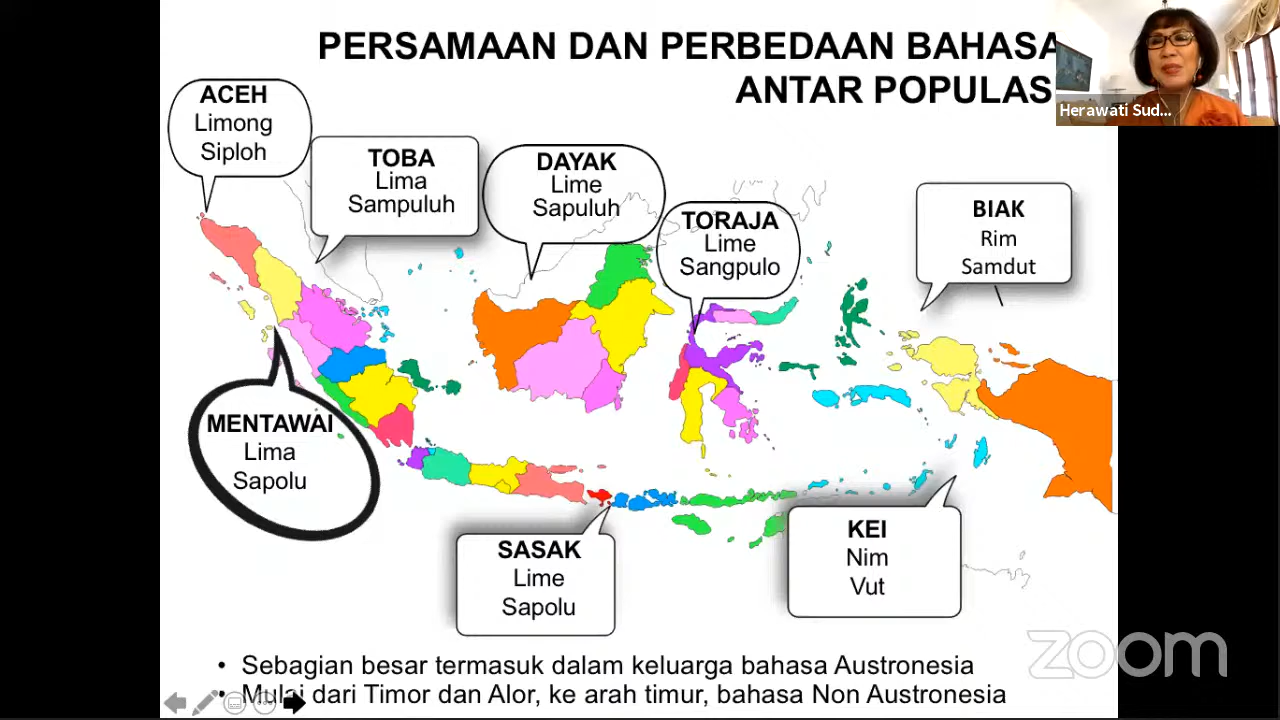 PERSAMAAN DAN PERBEDAAN BAHASA
ANTAR POPULAS
Herawati Sud...
ACEH
Limong
Siploh
TOBA
Lima
Sampuluh
DAYAK
Lime
Sapuluh
TORAJA
Lime
Sangpulo
BIAK
Rim
Samdut
MENTAWAI
Lima
Sapolu
SASAK
Lime
Sapolu
KEI
Nim
Vut
• Sebagian besar termasuk dalam keluarga bahasa Austronesia
• Mulai dari Timor dan Alor, ke arah timur, bahasa Non Austronesia
zoom